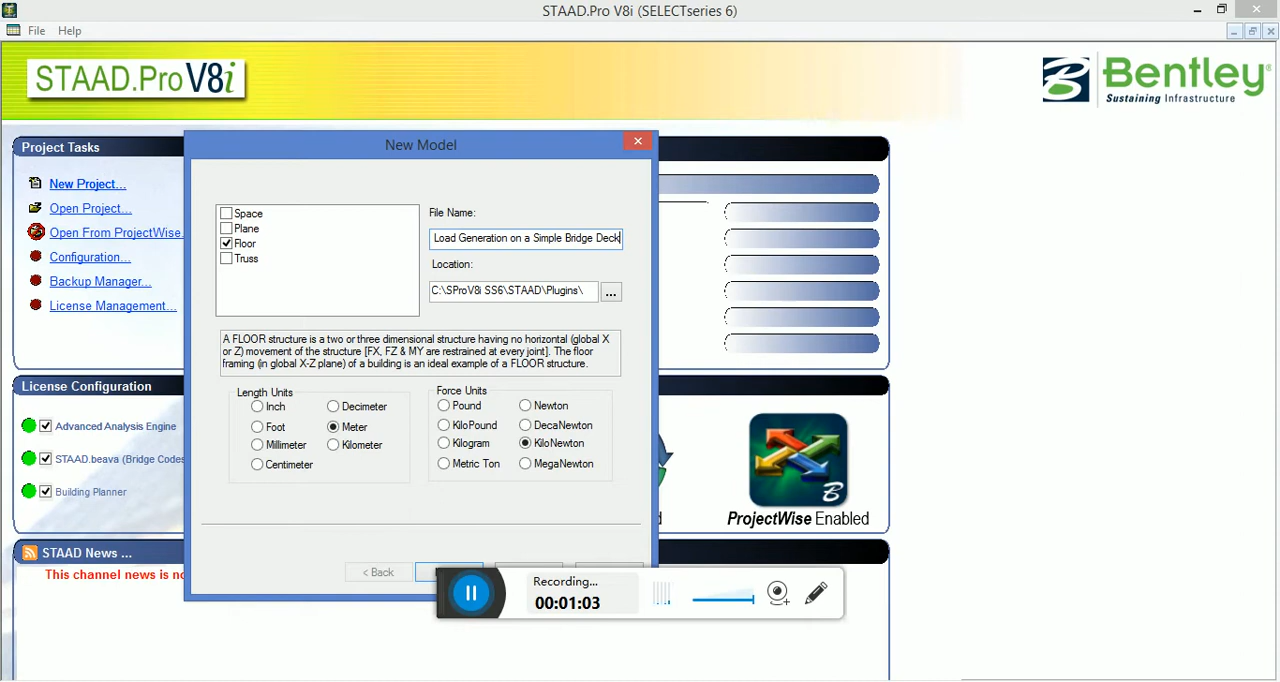 STAAD.Pro V8i (SELECTseries 6)
File Help
STAAD.Pro V8i
Bentley®
Sustaining Infrastructure
Project Tasks
New Project...
Open Project...
Open From ProjectWise.
Configuration...
Backup Manager...
License Management...
License Configuration
Advanced Analysis Engine
STAAD.beava (Bridge Codes
Building Planner
STAAD News ...
This channel news is
New Model
Space
Plane
Floor
Truss
File Name:
Load Generation on a Simple Bridge Deck
Location:
C:\SProV8i SS6\STAAD\Plugins\
...
A FLOOR structure is a two or three dimensional structure having no horizontal (global X
or Z) movement of the structure [FX, FZ & MY are restrained at every joint]. The floor
framing (in global X-Z plane) of a building is an ideal example of a FLOOR structure.
Length Units
Inch Decimeter
Foot Meter
Millimeter Kilometer
Centimeter
Force Units
Pound Newton
KiloPound DecaNewton
Kilogram KiloNewton
Metric Ton MegaNewton
< Back
Recording...
00:01:03
B
ProjectWise Enabled